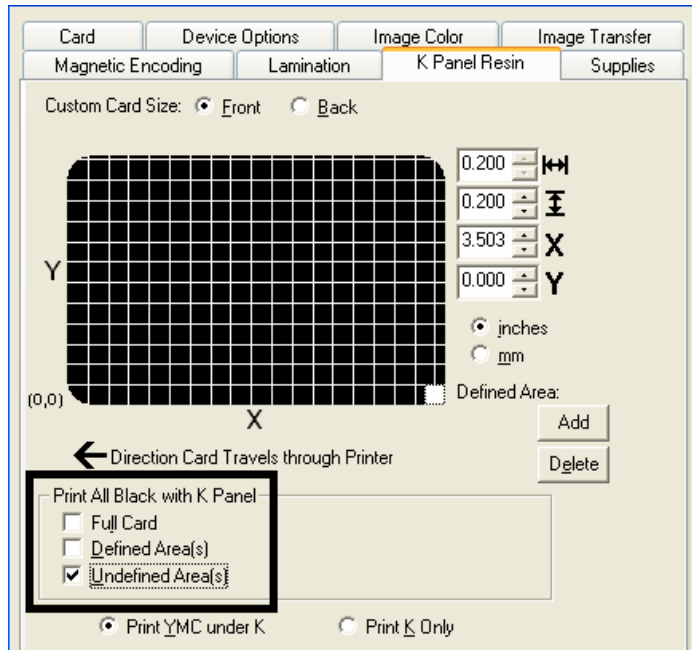 Card Device Options Image Color Image Transfer
Magnetic Encoding Lamination K Panel Resin Supplies
Custom Card Size: Front Back
0.200
0.200
3.503 X
0.000 Y
Y
inches
mm
(0,0)
X
Defined Area:
Add
Direction Card Travels through Printer
Delete
Print All Black with K Panel
Full Card
Defined Area(s)
Undefined Area(s)
Print YMC under K Print K Only